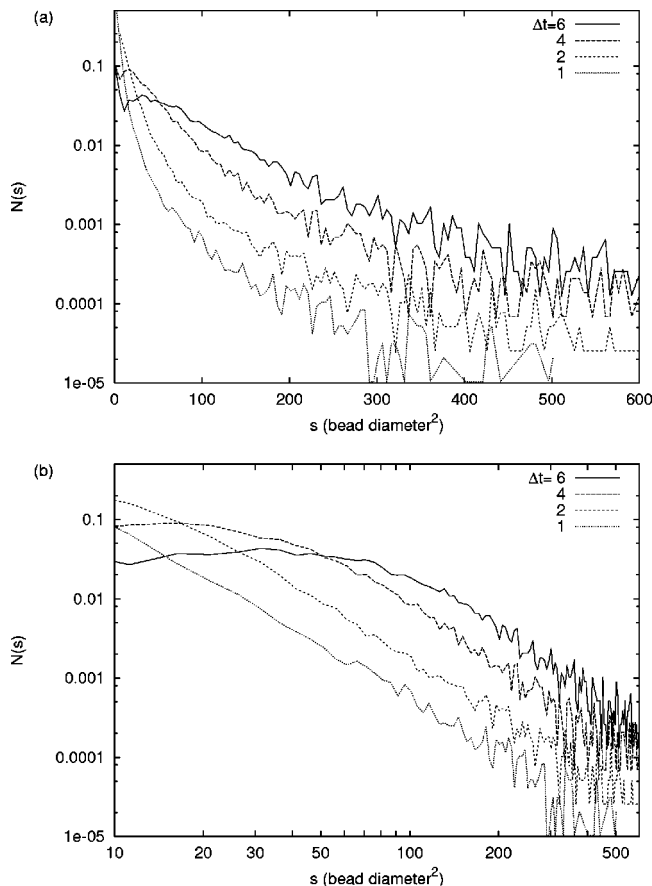 (a)
Δt=6
4
2
1
0.1
0.01
0.001
0.0001
1e-05
N(s)
0 100 200 300 400 500 600
s (bead diameter²)
(b)
Δt= 6
4
2
1
0.1
0.01
0.001
0.0001
1e-05
N(s)
10 20 30 50 100 200 300 500
s (bead diameter²)